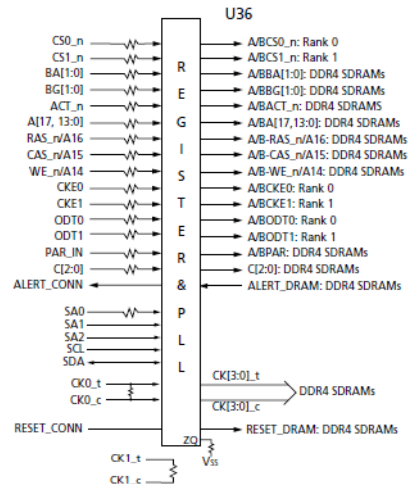 U36
CS0_n A/BCS0_n: Rank 0
CS1_n A/BCS1_n: Rank 1
BA[1:0] A/BBA[1:0]: DDR4 SDRAMs
BG[1:0] A/BBG[1:0]: DDR4 SDRAMs
ACT_n A/BACT_n: DDR4 SDRAMS
A[17, 13:0] A/BA[17,13:0]: DDR4 SDRAMs
RAS_n/A16 A/B-RAS_n/A16: DDR4 SDRAMs
CAS_n/A15 A/B-CAS_n/A15: DDR4 SDRAMs
WE_n/A14 A/B-WE_n/A14: DDR4 SDRAMs
CKE0 A/BCKE0: Rank 0
CKE1 A/BCKE1: Rank 1
ODT0 A/BODT0: Rank 0
ODT1 A/BODT1: Rank 1
PAR_IN A/BPAR: DDR4 SDRAMs
C[2:0] C[2:0]: DDR4 SDRAMs
ALERT_CONN ALERT_DRAM: DDR4 SDRAMs
REGISTER & PLL
SA0
SA1
SA2
SCL
SDA
CK0_t CK[3:0]_t
DDR4 SDRAMs
CK0_c CK[3:0]_c
RESET_CONN RESET_DRAM: DDR4 SDRAMs
ZQ
VSS
CK1_t
CK1_c